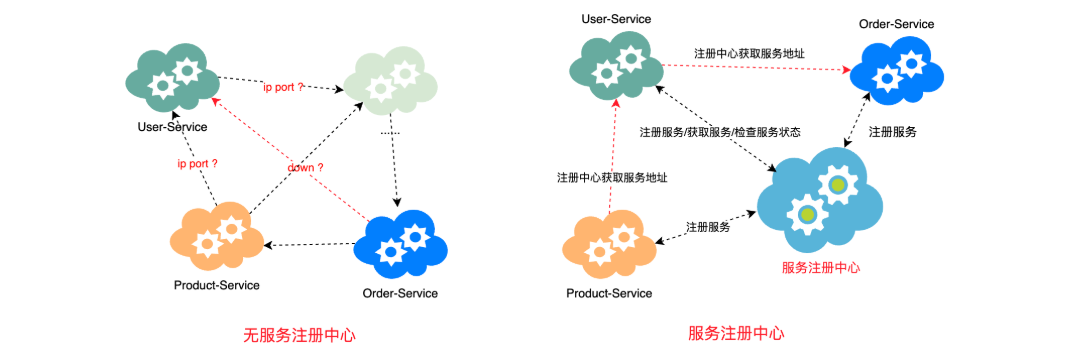 User-Service
ip port ?
......
ip port ?
down ?
Product-Service
Order-Service
无服务注册中心
User-Service
Order-Service
注册中心获取服务地址
注册服务/获取服务/检查服务状态
注册服务
注册中心获取服务地址
注册服务
服务注册中心
Product-Service
服务注册中心